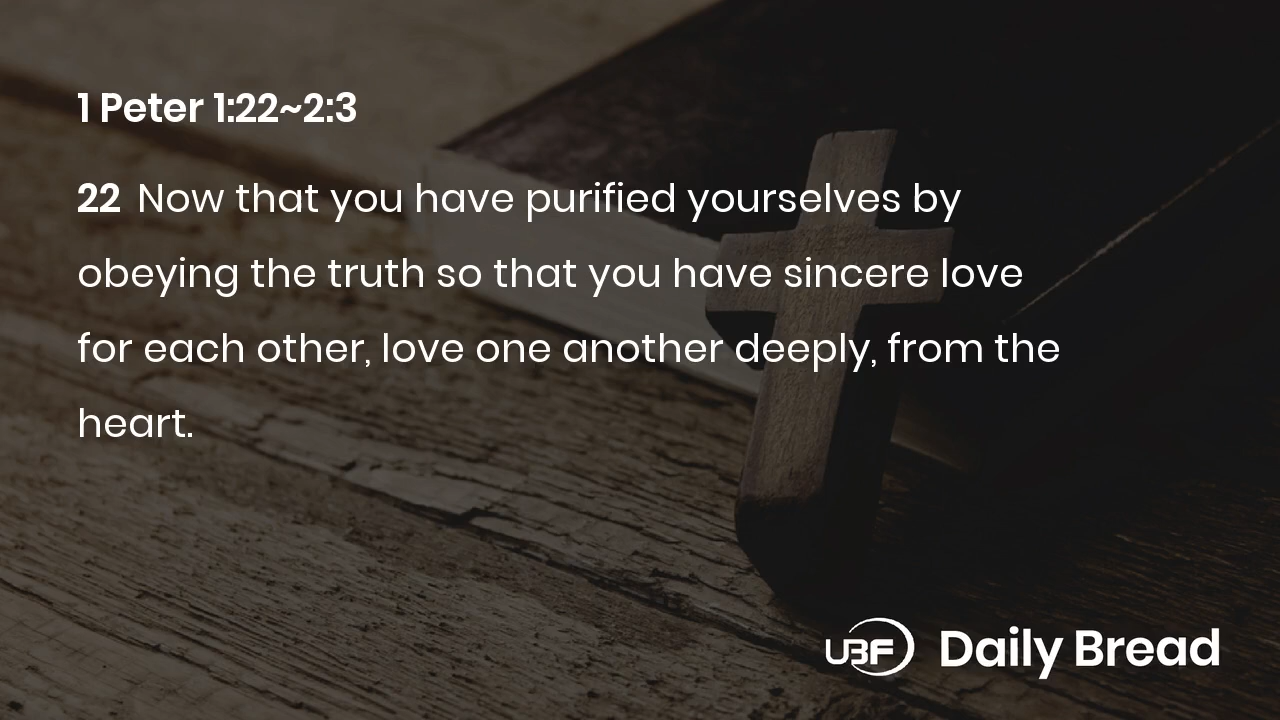 1 Peter 1:22~2:3
22 Now that you have purified yourselves by
obeying the truth so that you have sincere love
for each other, love one another deeply, from the
heart.
UBF Daily Bread